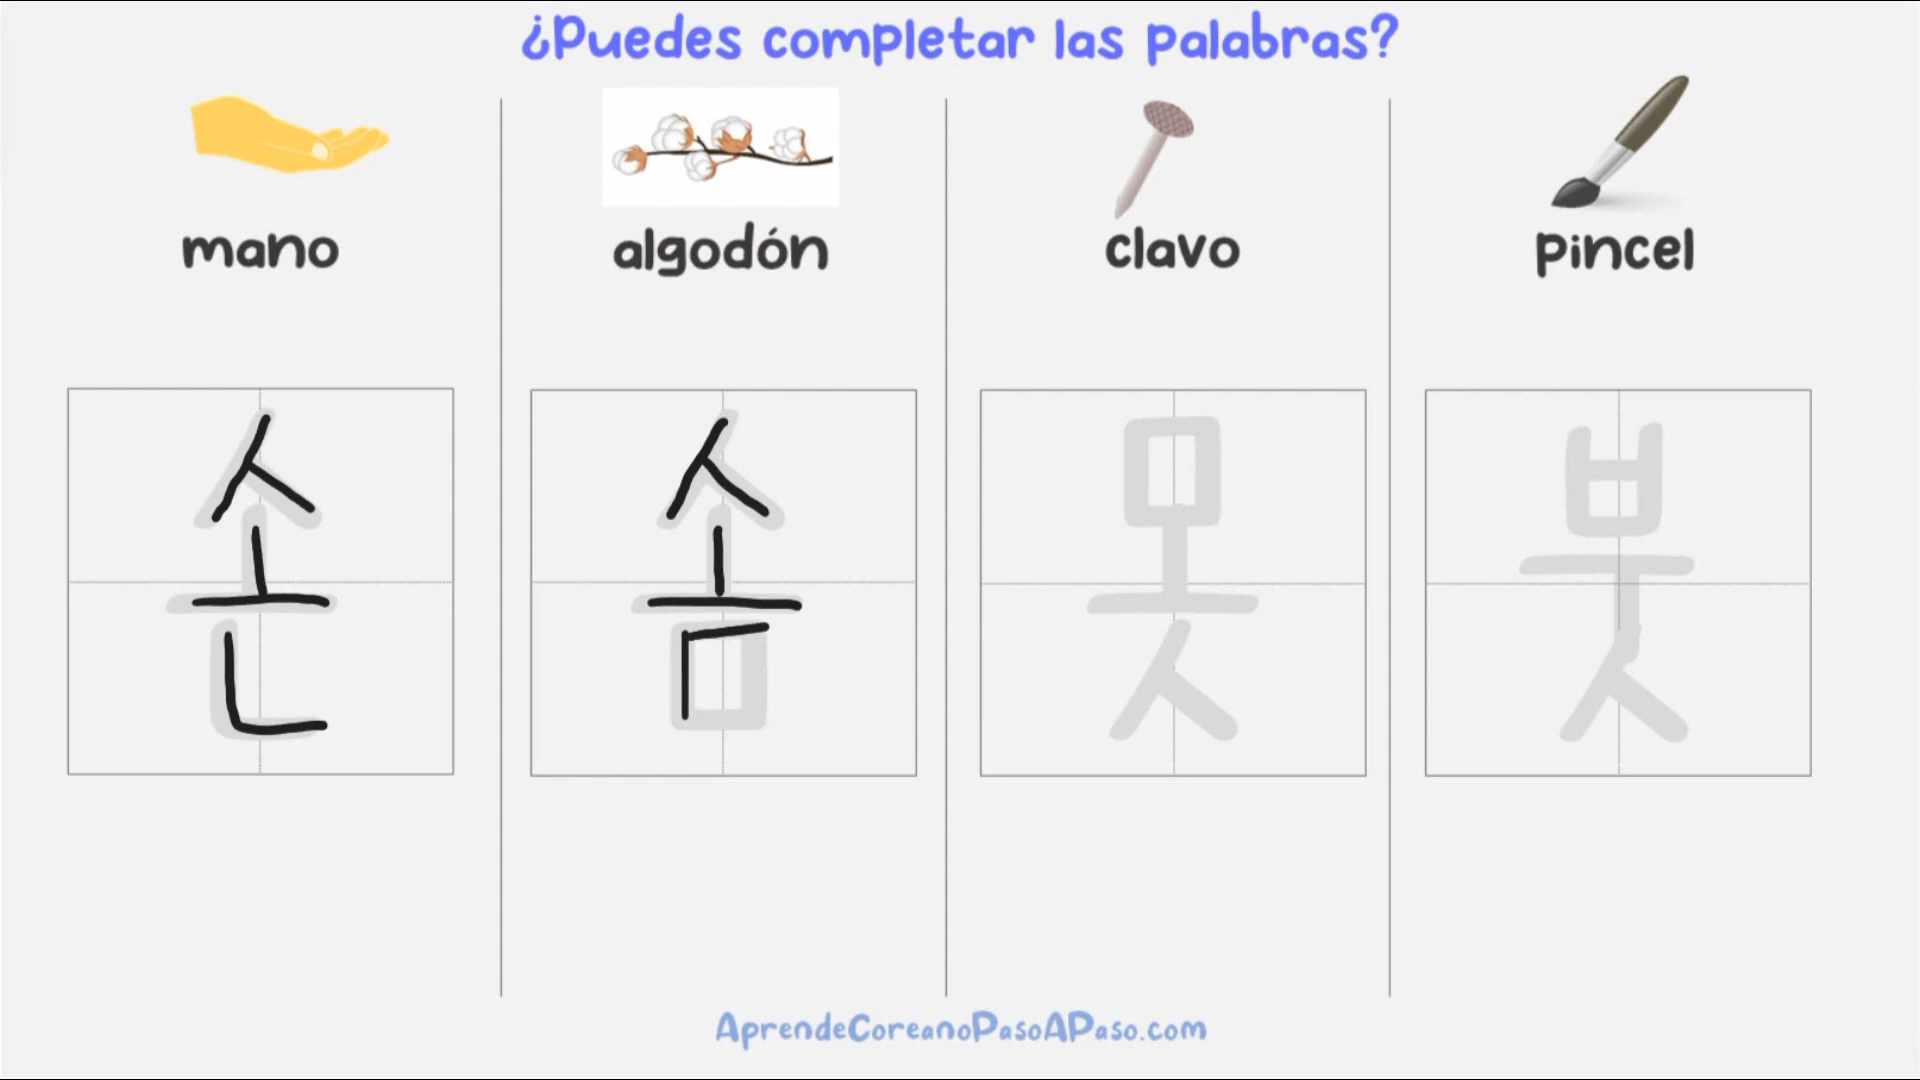 ¿Puedes completar las palabras?
mano
algodón
clavo
pincel
손
솜
못
붓
AprendeCoreanoPasoAPaso.com